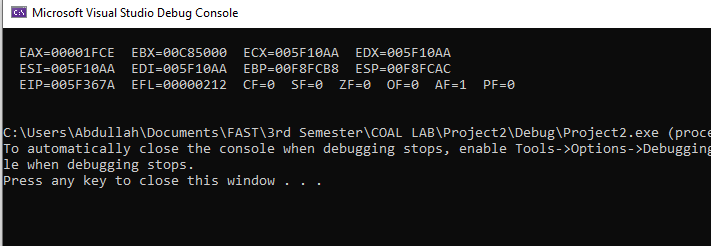 Microsoft Visual Studio Debug Console
EAX=00001FCE EBX=00C85000 ECX=005F10AA EDX=005F10AA
ESI=005F10AA EDI=005F10AA EBP=00F8FCB8 ESP=00F8FCAC
EIP=005F367A EFL=00000212 CF=0 SF=0 ZF=0 OF=0 AF=1 PF=0
C:\Users\Abdullah\Documents\FAST\3rd Semester\COAL LAB\Project2\Debug\Project2.exe (proce
To automatically close the console when debugging stops, enable Tools->Options->Debugging
le when debugging stops.
Press any key to close this window . . .